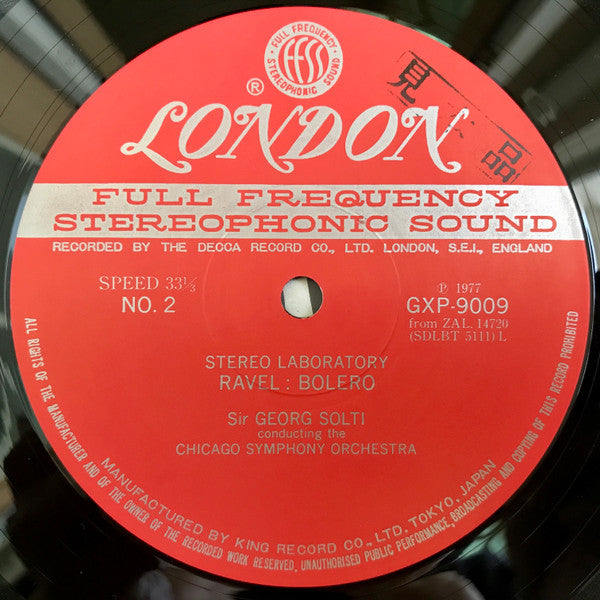 FULL FREQUENCY
STEREOPHONIC SOUND
FFSS
®
LONDON
見 品
FULL FREQUENCY
STEREOPHONIC SOUND
RECORDED BY THE DECCA RECORD CO., LTD. LONDON, S.E.I., ENGLAND
SPEED 33⅓
NO. 2
Ⓟ 1977
GXP-9009
from ZAL. 14720
(SDLBT 5111) L
STEREO LABORATORY
RAVEL : BOLERO
Sir GEORG SOLTI
conducting the
CHICAGO SYMPHONY ORCHESTRA
MANUFACTURED BY KING RECORD CO., LTD. TOKYO, JAPAN
ALL RIGHTS OF THE MANUFACTURER AND OF THE OWNER OF THE RECORDED WORK RESERVED, UNAUTHORISED PUBLIC PERFORMANCE, BROADCASTING AND COPYING OF THIS RECORD PROHIBITED